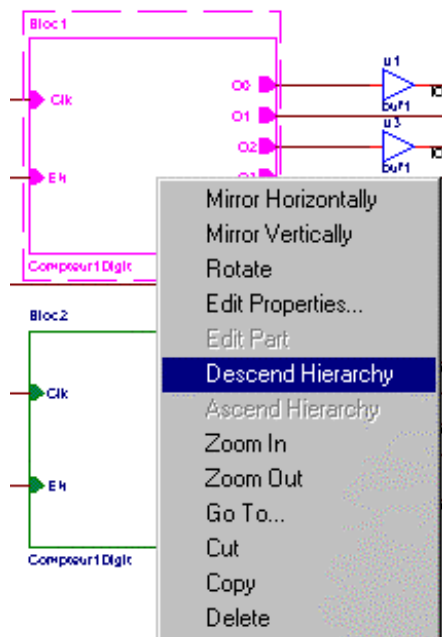 Bloc1
u1
O0
Clk
buf1
O1
u3
O2
En
buf1
O3
Mirror Horizontally
Mirror Vertically
Rotate
Edit Properties...
Edit Part
Descend Hierarchy
Ascend Hierarchy
Zoom In
Zoom Out
Go To...
Cut
Copy
Delete
Compteur1Digit
Bloc2
Clk
En
Compteur1Digit